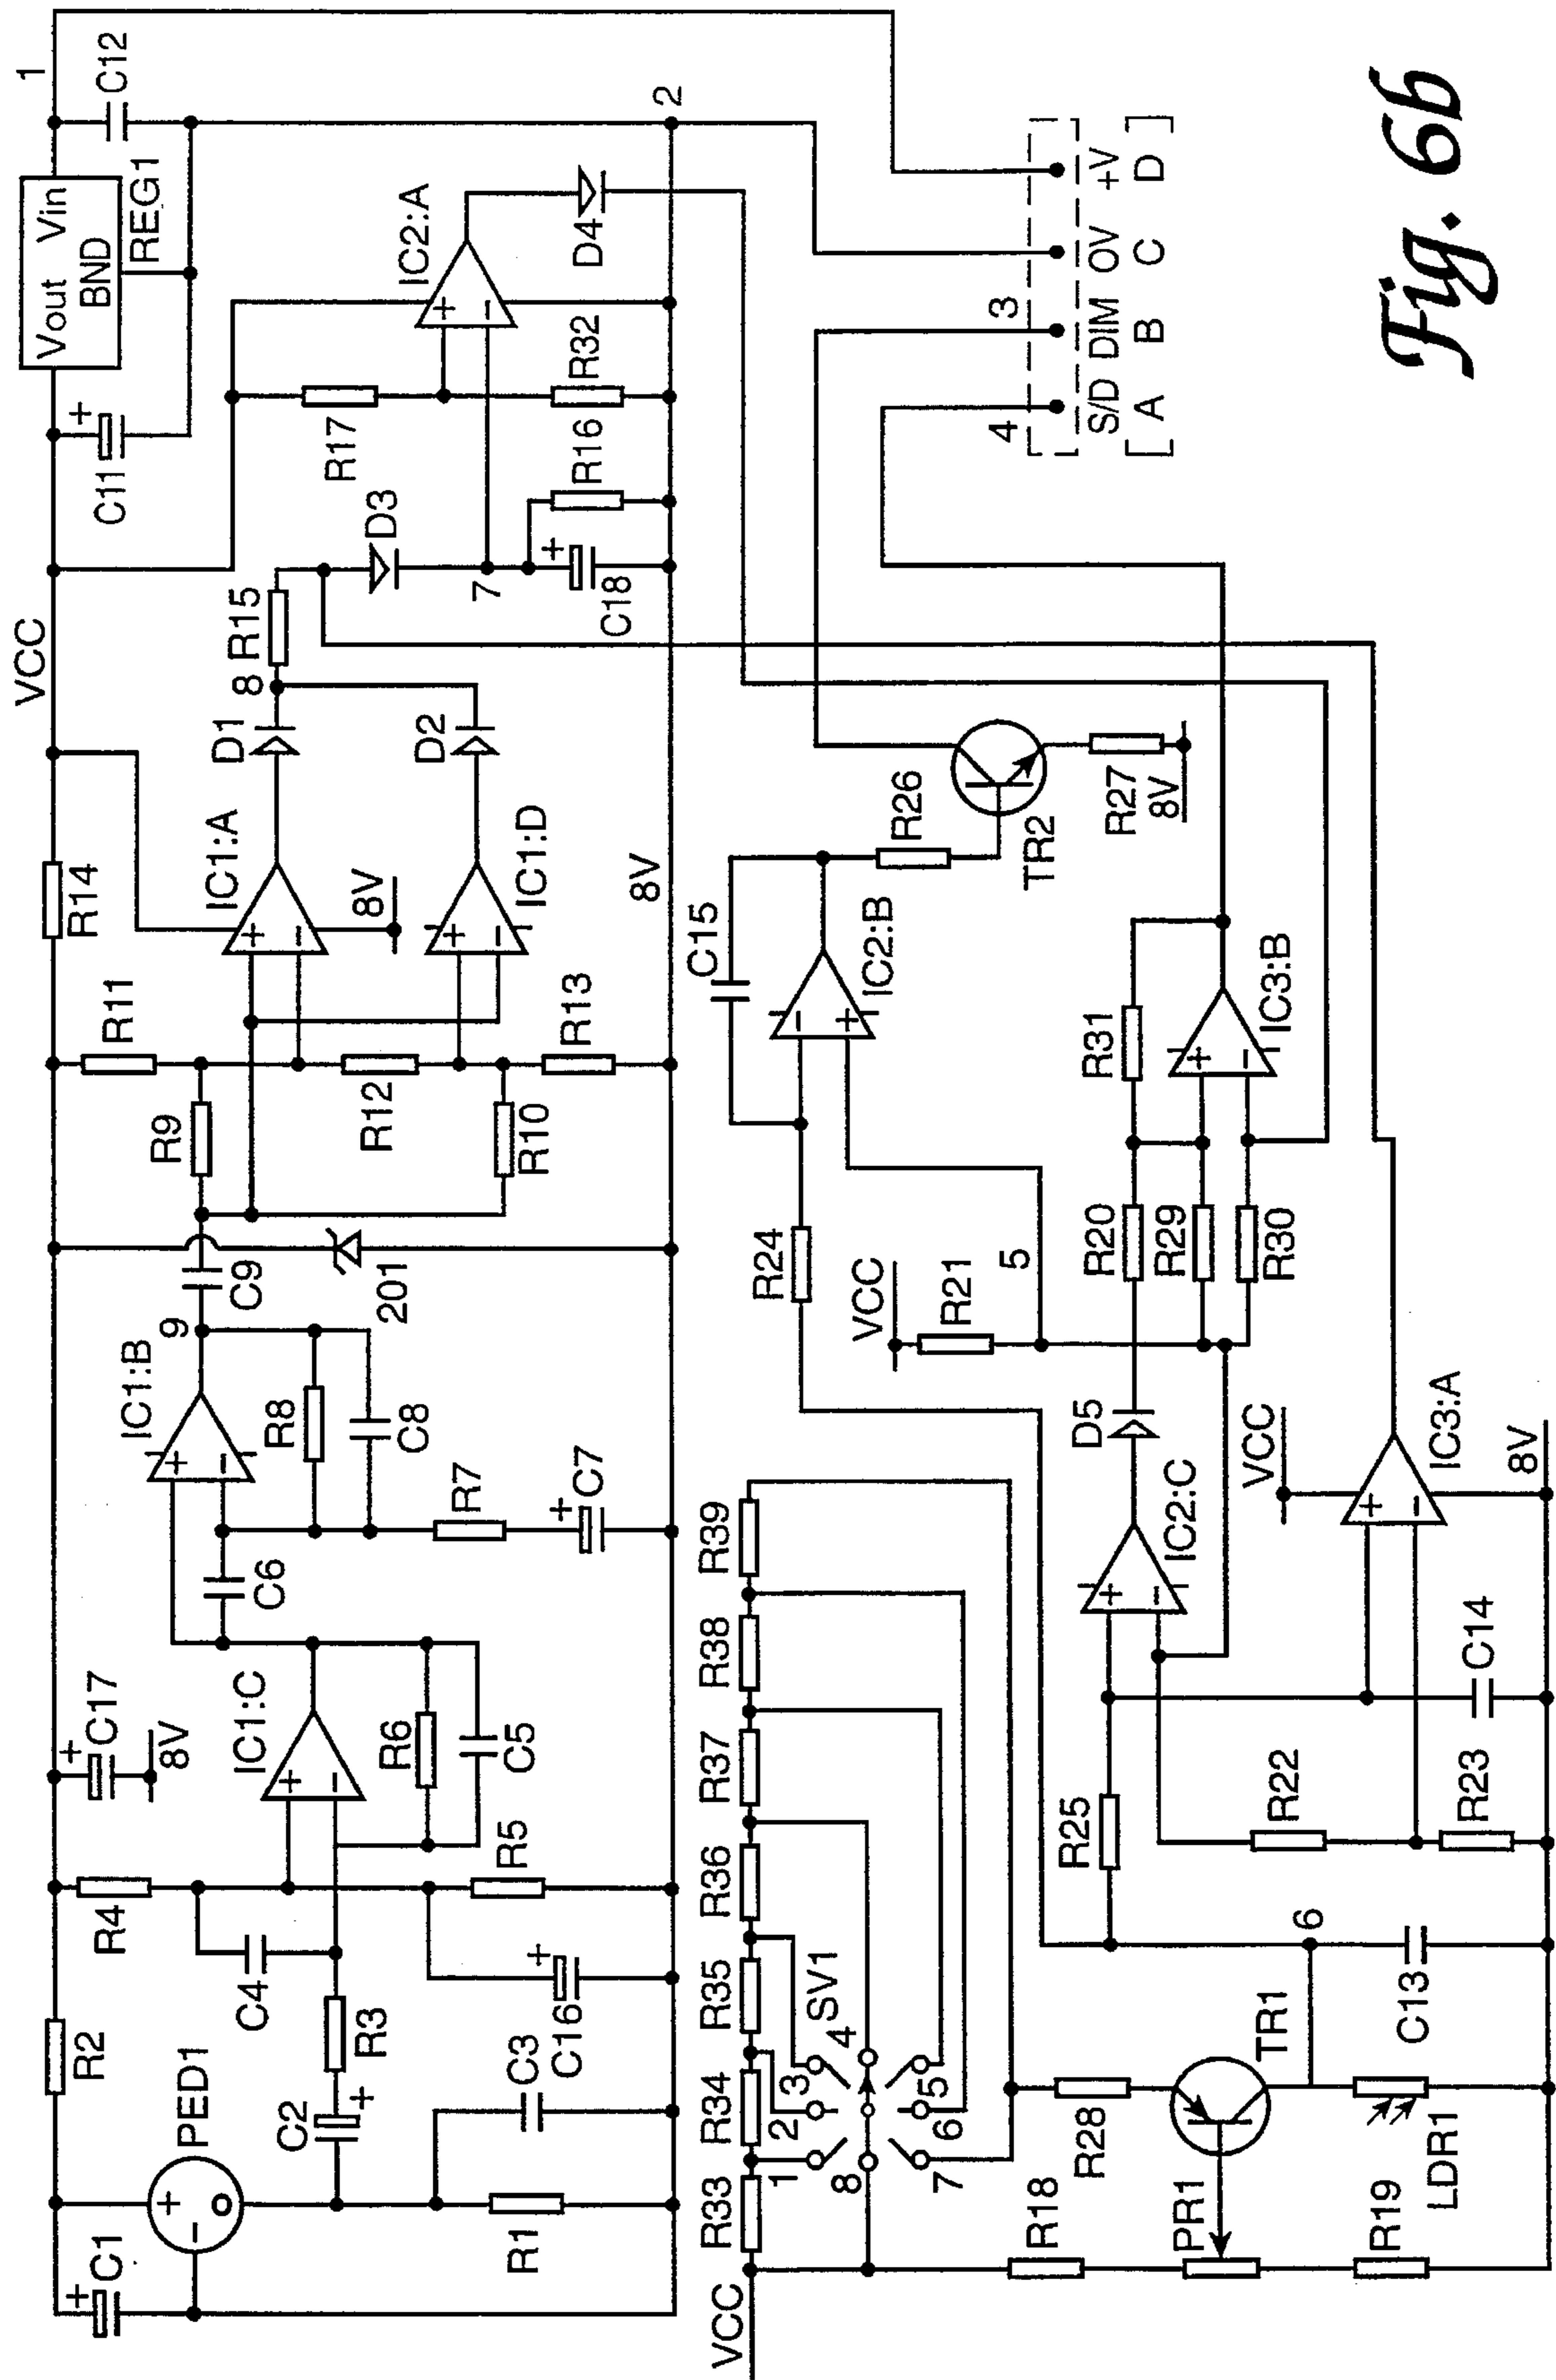 1
VCC
Vout Vin
BND
REG1
C12
C11
+
R14
R11
R2
R4
C17
+
8V
C1
+
PED1
+
−
O
C2
+
R3
C4
R1
C3
C16
+
R5
IC1:C
+
−
R6
C5
C6
IC1:B
+
−
9
R8
C8
R7
C7
+
C9
201
R9
R12
R10
R13
IC1:A
+
−
8V
IC1:D
+
−
D1
D2
8
R15
D3
7
C18
+
R16
R17
R32
IC2:A
+
−
D4
8V
2
VCC
R33
R34
R35
R36
R37
R38
R39
SV1
1
2
3
4
5
6
7
8
R18
PR1
R19
R28
TR1
LDR1
6
C13
R25
R22
R23
C14
IC2:C
+
−
D5
VCC
IC3:A
+
−
8V
R24
VCC
R21
5
C15
IC2:B
−
+
R26
TR2
R27
8V
R20
R29
R30
R31
IC3:B
+
−
4
3
S/D DIM OV +V
[ A B C D ]
Fig. 6b